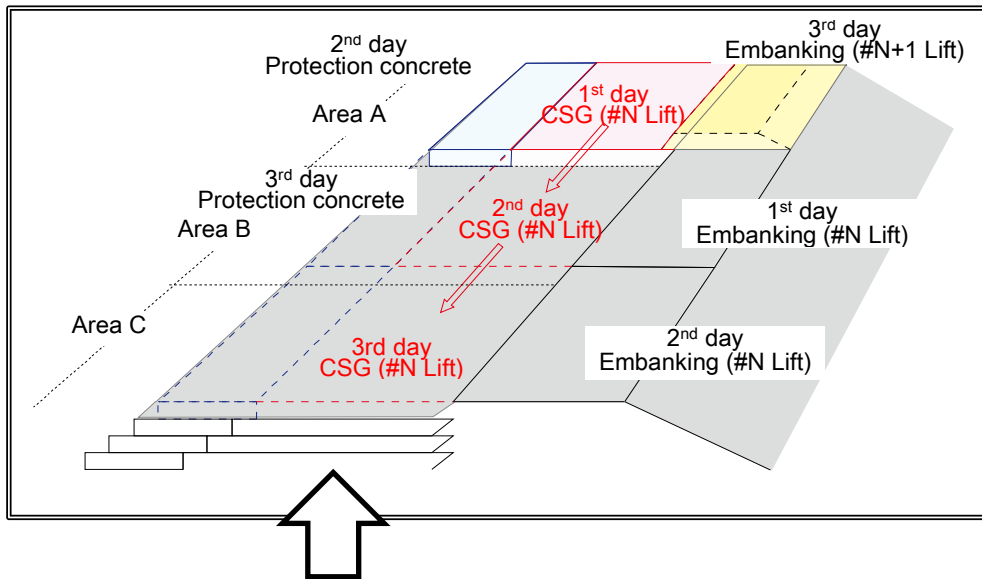 2nd day
Protection concrete
3rd day
Embanking (#N+1 Lift)
1st day
CSG (#N Lift)
Area A
3rd day
Protection concrete
2nd day
CSG (#N Lift)
1st day
Embanking (#N Lift)
Area B
Area C
3rd day
CSG (#N Lift)
2nd day
Embanking (#N Lift)